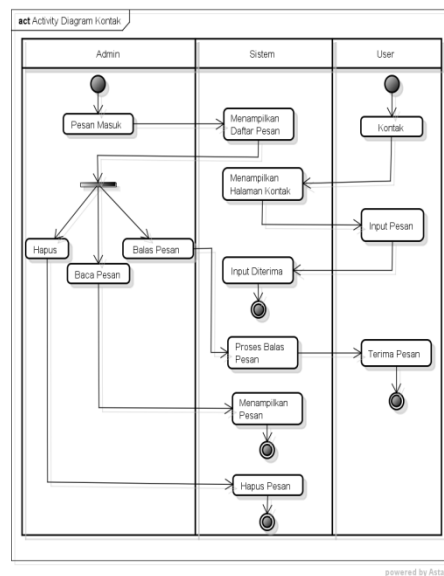 act Activity Diagram Kontak
Admin
Sistem
User
Pesan Masuk
Menampilkan
Daftar Pesan
Kontak
Menampilkan
Halaman Kontak
Input Pesan
Hapus
Balas Pesan
Baca Pesan
Input Diterima
Proses Balas
Pesan
Terima Pesan
Menampilkan
Pesan
Hapus Pesan
powered by Asta